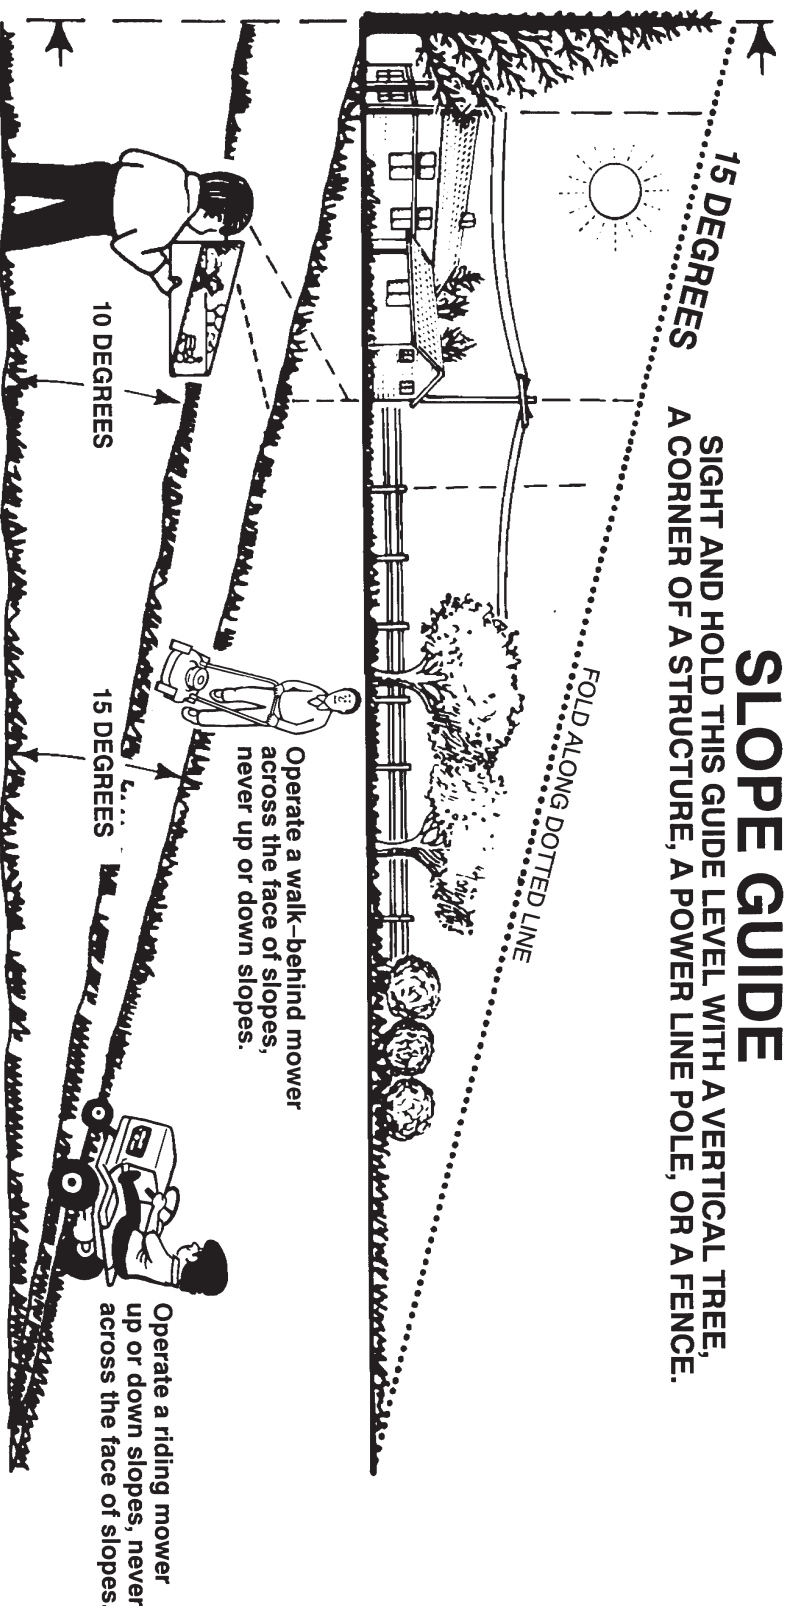 SLOPE GUIDE
SIGHT AND HOLD THIS GUIDE LEVEL WITH A VERTICAL TREE,
A CORNER OF A STRUCTURE, A POWER LINE POLE, OR A FENCE.
15 DEGREES
FOLD ALONG DOTTED LINE
Operate a walk-behind mower
across the face of slopes,
never up or down slopes.
10 DEGREES
15 DEGREES
Operate a riding mower
up or down slopes, never
across the face of slopes.